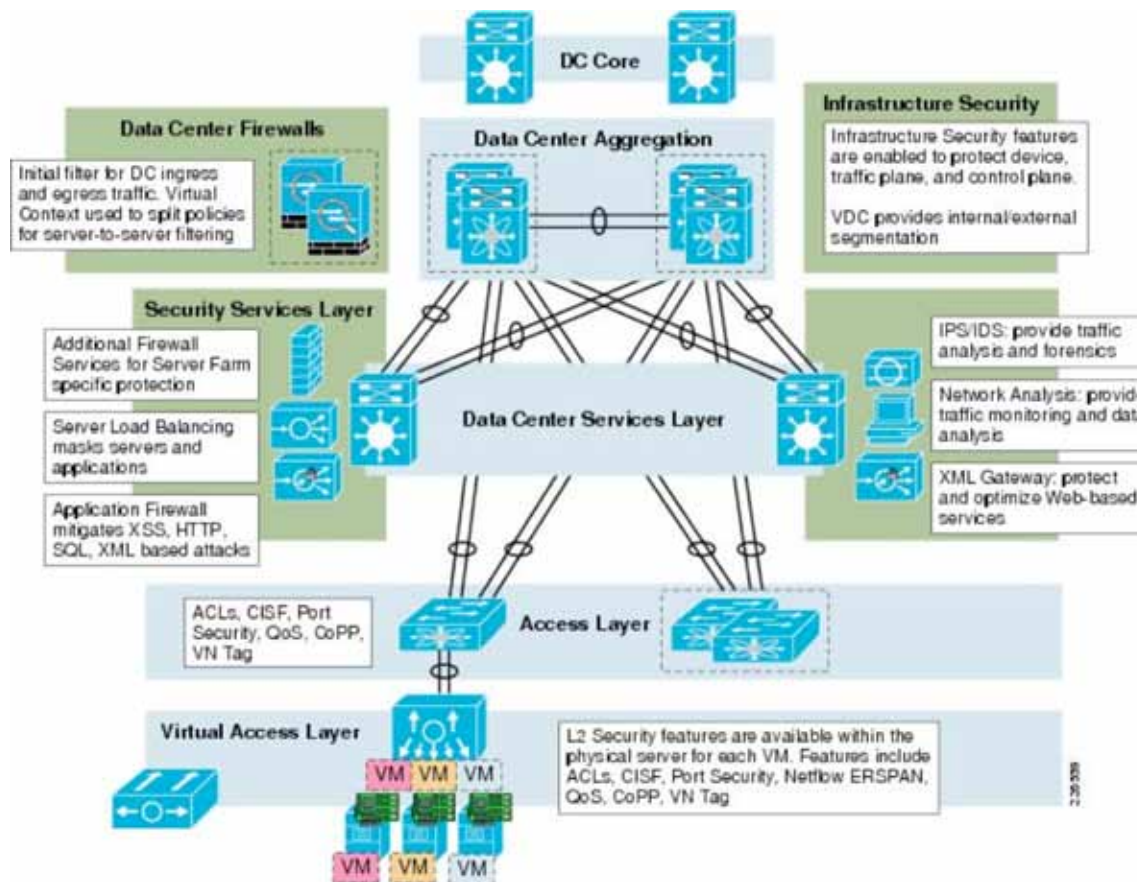 DC Core
Data Center Firewalls
Initial filter for DC ingress
and egress traffic. Virtual
Context used to split policies
for server-to-server filtering
Data Center Aggregation
Infrastructure Security
Infrastructure Security features
are enabled to protect device,
traffic plane, and control plane.
VDC provides internal/external
segmentation
Security Services Layer
Additional Firewall
Services for Server Farm
specific protection
Server Load Balancing
masks servers and
applications
Application Firewall
mitigates XSS, HTTP,
SQL, XML based attacks
Data Center Services Layer
IPS/IDS: provide traffic
analysis and forensics
Network Analysis: provide
traffic monitoring and data
analysis
XML Gateway: protect
and optimize Web-based
services
ACLs, CISF, Port
Security, QoS, CoPP,
VN Tag
Access Layer
Virtual Access Layer
L2 Security features are available within the
physical server for each VM. Features include
ACLs, CISF, Port Security, Netflow ERSPAN,
QoS, CoPP, VN Tag
VM VM VM
VM VM VM